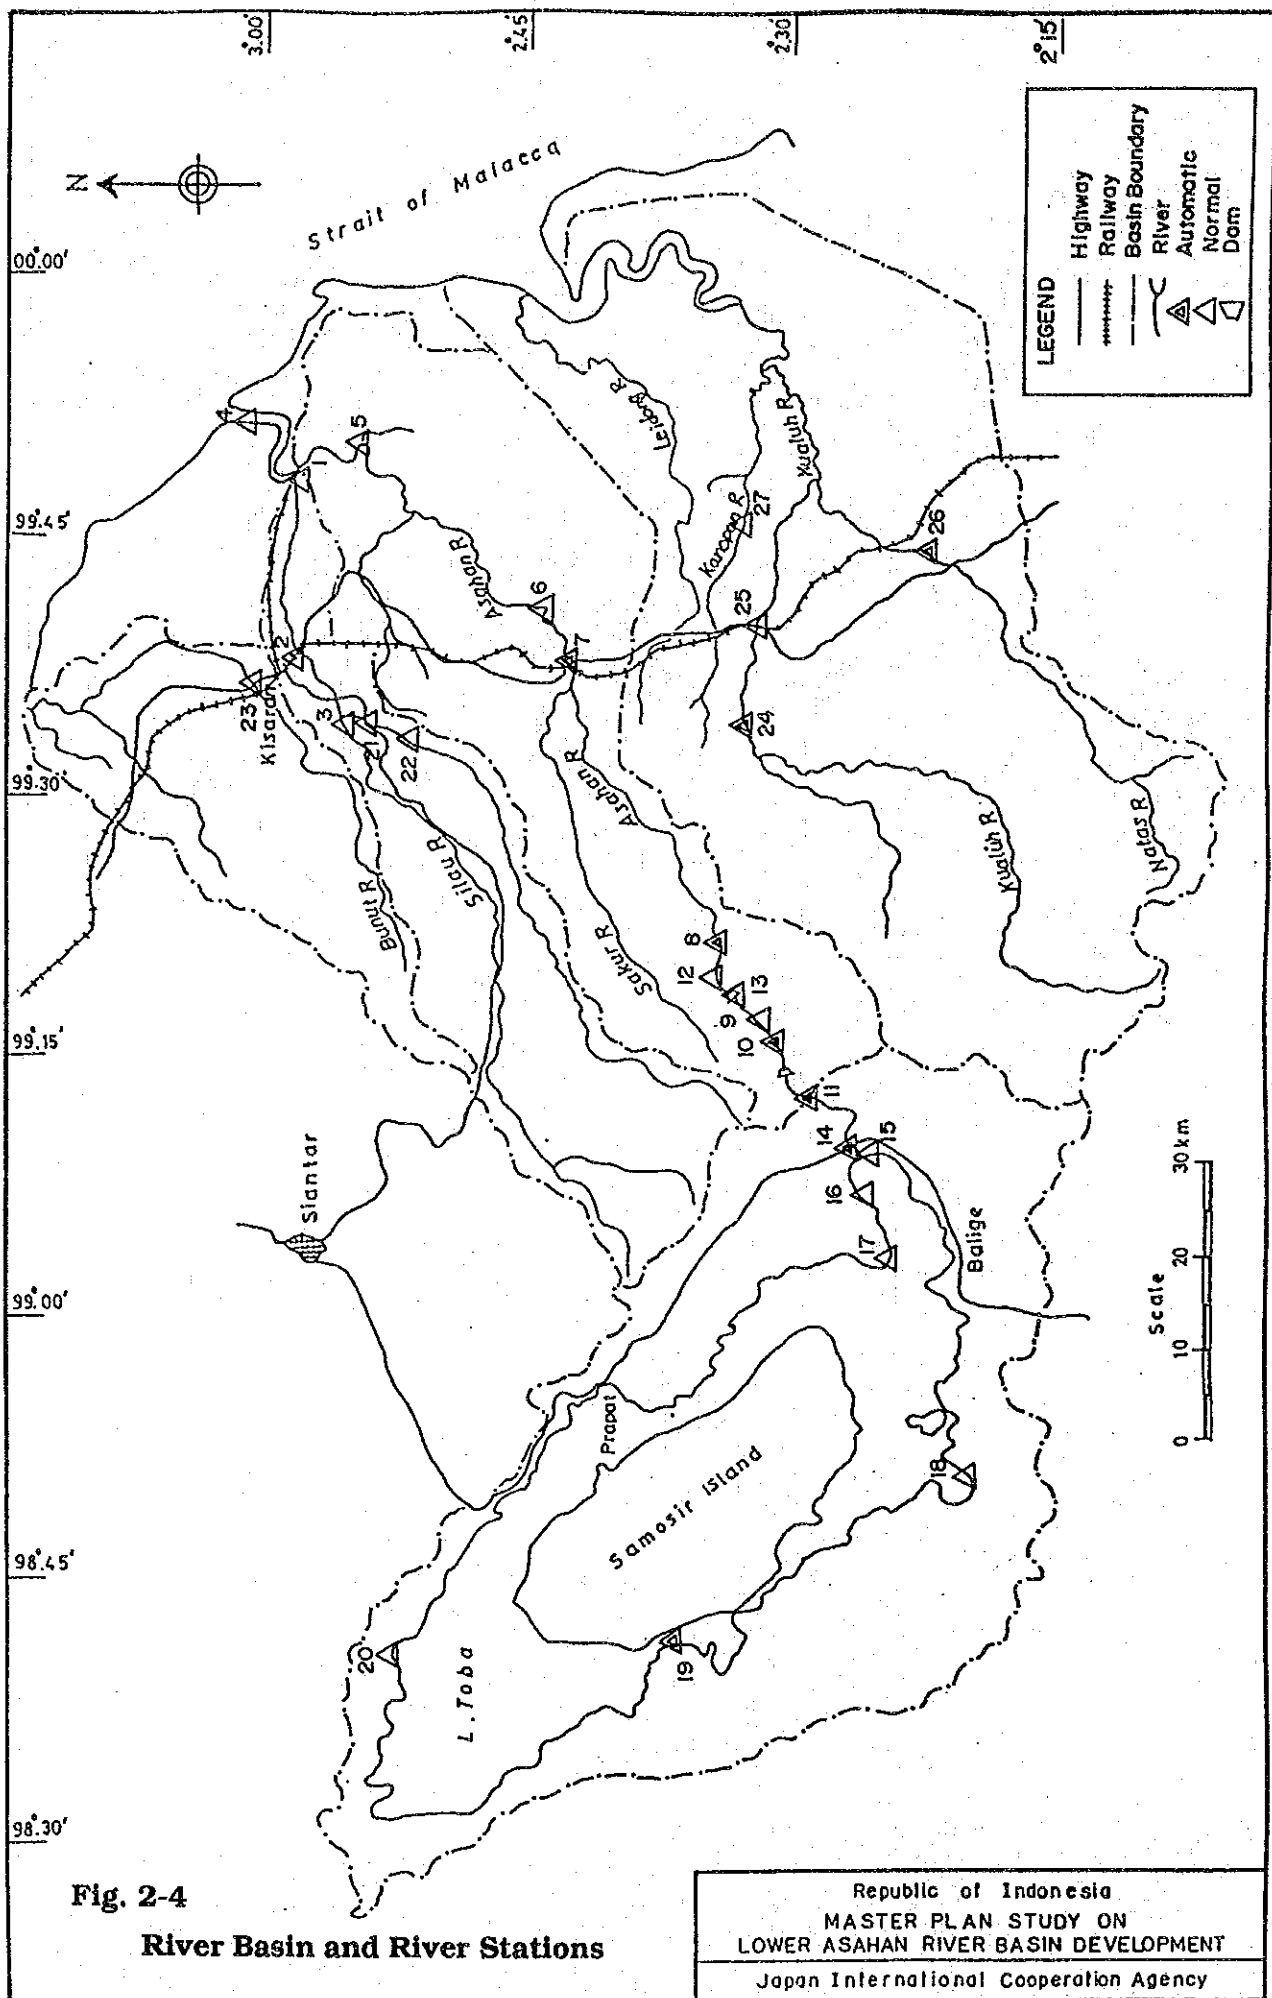 3°00'
2°45'
2°30'
2°15'
00°00'
99°45'
99°30'
99°15'
99°00'
98°45'
98°30'
N
Strait of Malacca
LEGEND
Highway
Railway
Basin Boundary
River
Automatic
Normal
Dam
4
5
1
2
23
Kisaran
3
21
22
Asahan R
6
7
Leidong R
Karopan R
27
Kualuh R
25
26
24
Bunut R
Silau R
Asahan R
Sakur R
Kualuh R
Natas R
8
12
13
9
10
11
14
15
16
17
Siantar
Balige
Prapat
Samosir Island
18
19
20
L. Toba
Scale
0 10 20 30km
Fig. 2-4
River Basin and River Stations
Republic of Indonesia
MASTER PLAN STUDY ON
LOWER ASAHAN RIVER BASIN DEVELOPMENT
Japan International Cooperation Agency